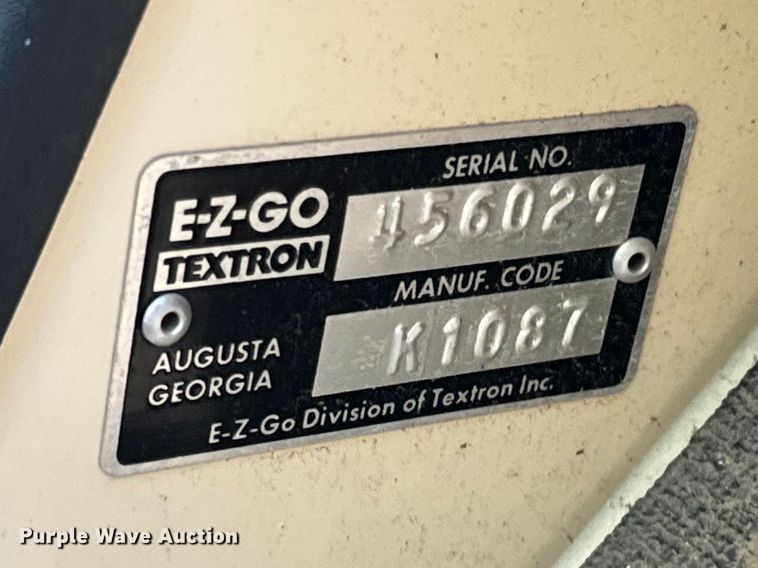 SERIAL NO.
E-Z-GO
456029
TEXTRON
MANUF. CODE
K1087
AUGUSTA
GEORGIA
E-Z-Go Division of Textron Inc.
Purple Wave Auction